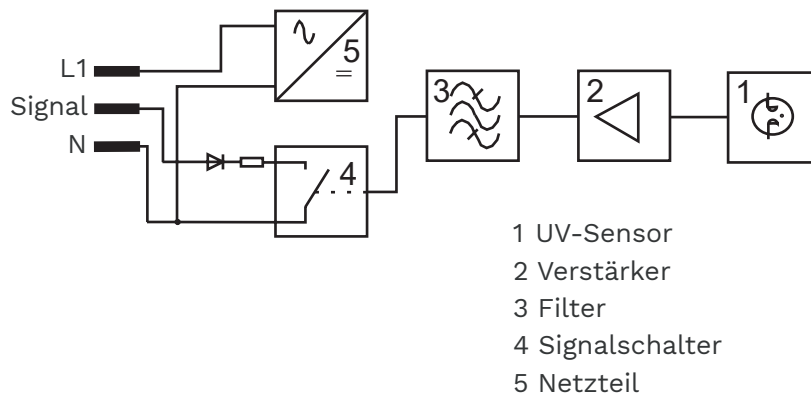 5
=
L1
Signal
N
4
3
2
1
1 UV-Sensor
2 Verstärker
3 Filter
4 Signalschalter
5 Netzteil